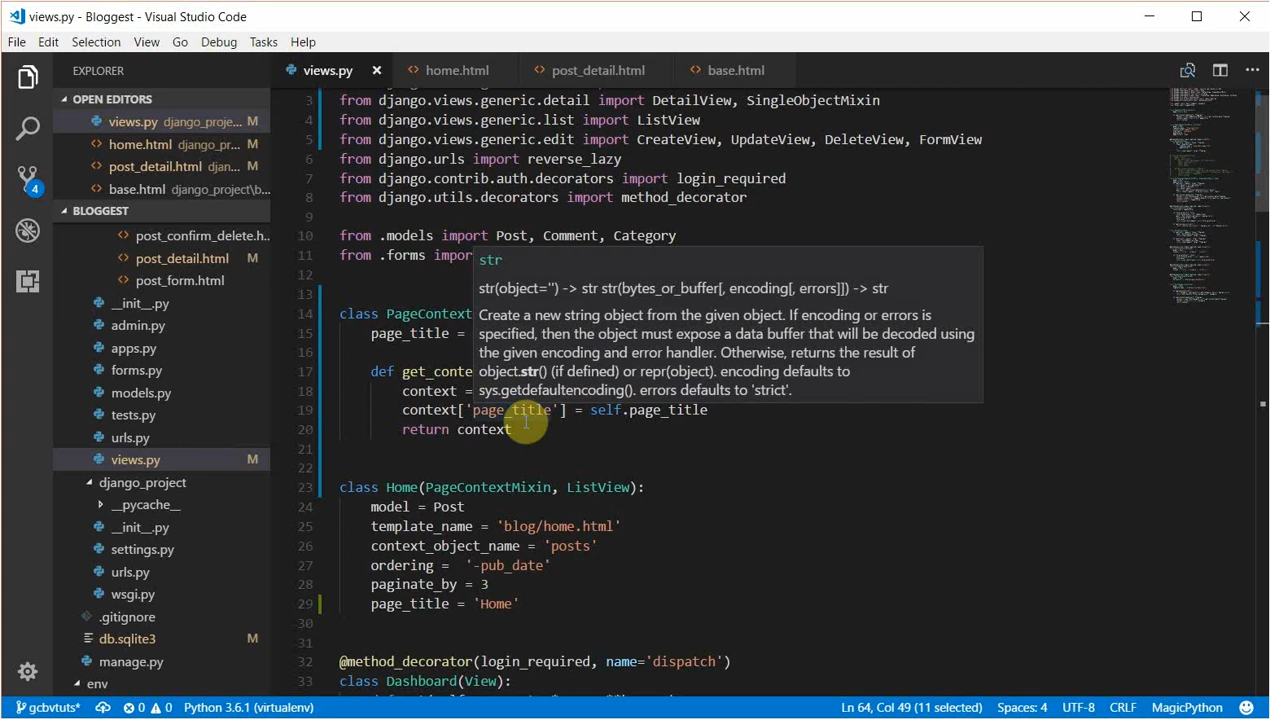 views.py - Bloggest - Visual Studio Code
File Edit Selection View Go Debug Tasks Help
EXPLORER
OPEN EDITORS
views.py django_proje... M
home.html django_pr... M
post_detail.html djan... M
base.html django_project\b...
BLOGGEST
post_confirm_delete.h...
post_detail.html M
post_form.html
__init__.py
admin.py
apps.py
forms.py
models.py
tests.py
urls.py
views.py M
django_project
__pycache__
__init__.py
settings.py
urls.py
wsgi.py
.gitignore
db.sqlite3 M
manage.py
env
4
views.py home.html post_detail.html base.html
3 from django.views.generic.detail import DetailView, SingleObjectMixin
4 from django.views.generic.list import ListView
5 from django.views.generic.edit import CreateView, UpdateView, DeleteView, FormView
6 from django.urls import reverse_lazy
7 from django.contrib.auth.decorators import login_required
8 from django.utils.decorators import method_decorator
9
10 from .models import Post, Comment, Category
11 from .forms impor
12
13
14 class PageContext
15 page_title =
16
17 def get_conte
18 context =
19 context['page_title'] = self.page_title
20 return context
21
22
23 class Home(PageContextMixin, ListView):
24 model = Post
25 template_name = 'blog/home.html'
26 context_object_name = 'posts'
27 ordering = '-pub_date'
28 paginate_by = 3
29 page_title = 'Home'
30
31
32 @method_decorator(login_required, name='dispatch')
33 class Dashboard(View):
str
str(object='') -> str str(bytes_or_buffer[, encoding[, errors]]) -> str
Create a new string object from the given object. If encoding or errors is
specified, then the object must expose a data buffer that will be decoded using
the given encoding and error handler. Otherwise, returns the result of
object.str() (if defined) or repr(object). encoding defaults to
sys.getdefaultencoding(). errors defaults to 'strict'.
gcbvtuts* 0 0 Python 3.6.1 (virtualenv) Ln 64, Col 49 (11 selected) Spaces: 4 UTF-8 CRLF MagicPython